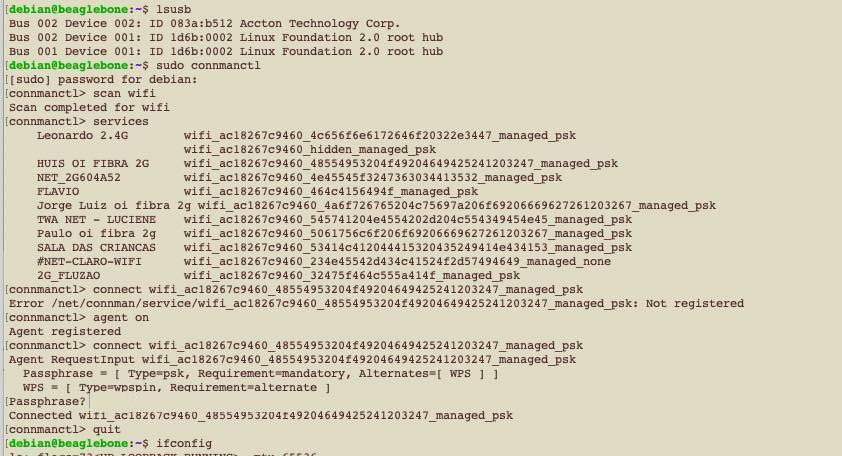 debian@beaglebone:~$ lsusb
Bus 002 Device 002: ID 083a:b512 Accton Technology Corp.
Bus 002 Device 001: ID 1d6b:0002 Linux Foundation 2.0 root hub
Bus 001 Device 001: ID 1d6b:0002 Linux Foundation 2.0 root hub
[debian@beaglebone:~$ sudo connmanctl
[[sudo] password for debian:
[connmanctl> scan wifi
Scan completed for wifi
[connmanctl> services
Leonardo 2.4G wifi_ac18267c9460_4c656f6e6172646f20322e3447_managed_psk
wifi_ac18267c9460_hidden_managed_psk
HUIS OI FIBRA 2G wifi_ac18267c9460_48554953204f49204649425241203247_managed_psk
NET_2G604A52 wifi_ac18267c9460_4e45545f3247363034413532_managed_psk
FLAVIO wifi_ac18267c9460_464c4156494f_managed_psk
Jorge Luiz oi fibra 2g wifi_ac18267c9460_4a6f726765204c75697a206f69206669627261203267_managed_psk
TWA NET - LUCIENE wifi_ac18267c9460_545741204e4554202d204c554349454e45_managed_psk
Paulo oi fibra 2g wifi_ac18267c9460_5061756c6f206f69206669627261203267_managed_psk
SALA DAS CRIANCAS wifi_ac18267c9460_53414c412044415320435249414e434153_managed_psk
#NET-CLARO-WIFI wifi_ac18267c9460_234e45542d434c41524f2d57494649_managed_none
2G_FLUZAO wifi_ac18267c9460_32475f464c555a414f_managed_psk
[connmanctl> connect wifi_ac18267c9460_48554953204f49204649425241203247_managed_psk
Error /net/connman/service/wifi_ac18267c9460_48554953204f49204649425241203247_managed_psk: Not registered
[connmanctl> agent on
Agent registered
[connmanctl> connect wifi_ac18267c9460_48554953204f49204649425241203247_managed_psk
Agent RequestInput wifi_ac18267c9460_48554953204f49204649425241203247_managed_psk
Passphrase = [ Type=psk, Requirement=mandatory, Alternates=[ WPS ] ]
WPS = [ Type=wpspin, Requirement=alternate ]
[Passphrase?
Connected wifi_ac18267c9460_48554953204f49204649425241203247_managed_psk
[connmanctl> quit
[debian@beaglebone:~$ ifconfig